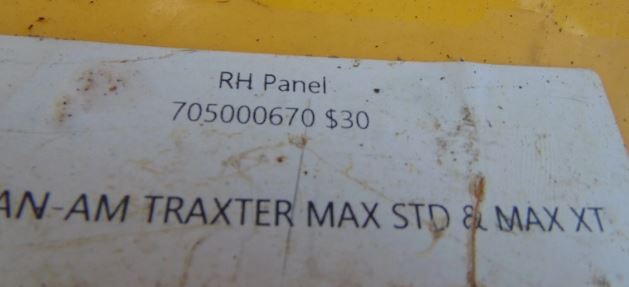 RH Panel
705000670 $30
AN-AM TRAXTER MAX STD & MAX XT